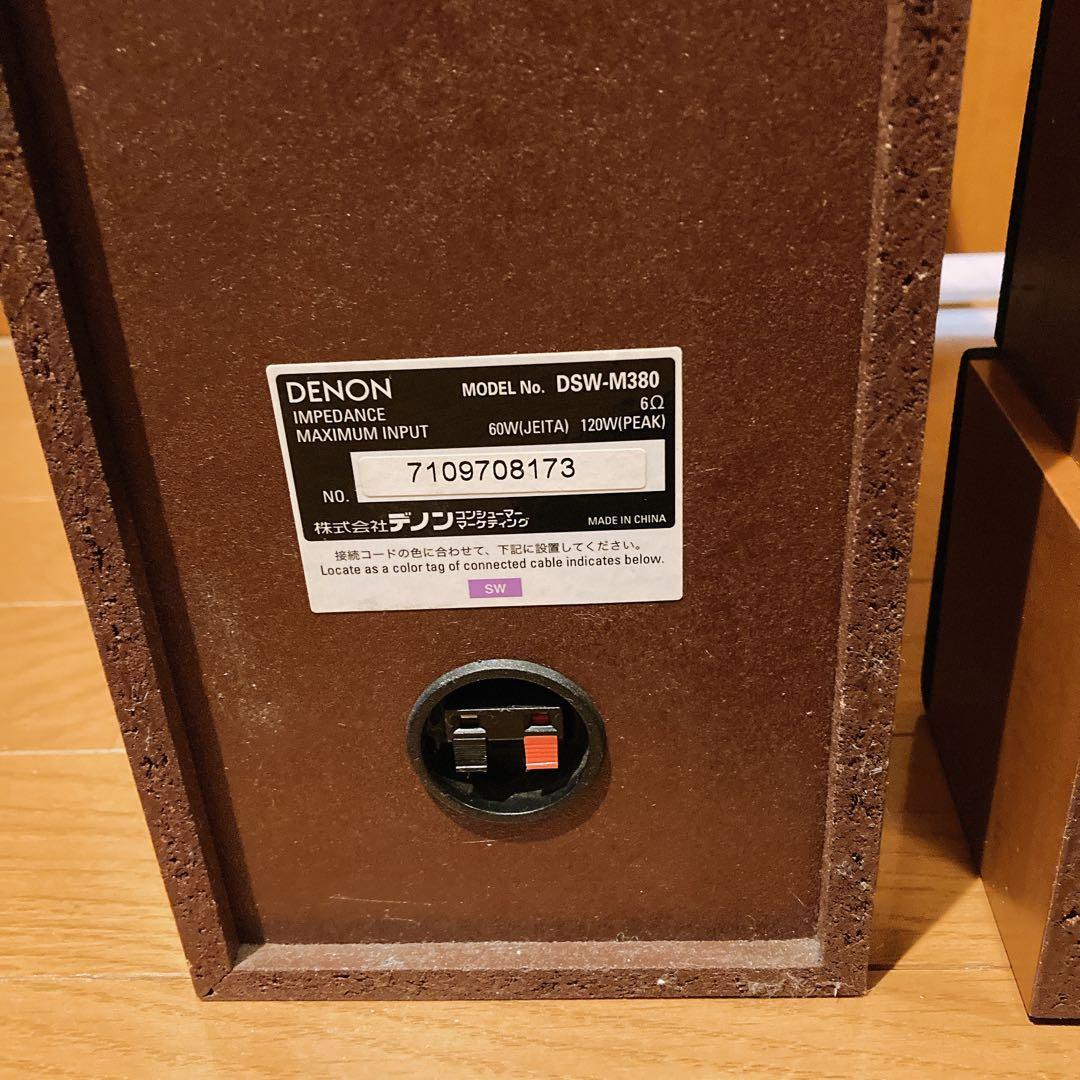 DENON MODEL No. DSW-M380
IMPEDANCE 6Ω
MAXIMUM INPUT 60W(JEITA) 120W(PEAK)
NO. 7109708173
株式会社デノン コンシューマー マーケティング MADE IN CHINA
接続コードの色に合わせて、下記に設置してください。
Locate as a color tag of connected cable indicates below.
SW